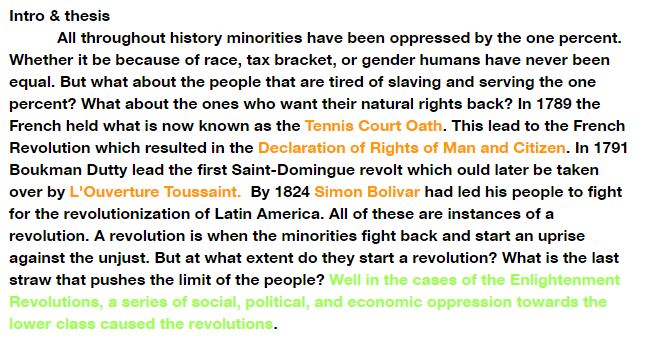 Intro & thesis
All throughout history minorities have been oppressed by the one percent.
Whether it be because of race, tax bracket, or gender humans have never been
equal. But what about the people that are tired of slaving and serving the one
percent? What about the ones who want their natural rights back? In 1789 the
French held what is now known as the Tennis Court Oath. This lead to the French
Revolution which resulted in the Declaration of Rights of Man and Citizen. In 1791
Boukman Dutty lead the first Saint-Domingue revolt which ould later be taken
over by L'Ouverture Toussaint. By 1824 Simon Bolivar had led his people to fight
for the revolutionization of Latin America. All of these are instances of a
revolution. A revolution is when the minorities fight back and start an uprise
against the unjust. But at what extent do they start a revolution? What is the last
straw that pushes the limit of the people? Well in the cases of the Enlightenment
Revolutions, a series of social, political, and economic oppression towards the
lower class caused the revolutions.